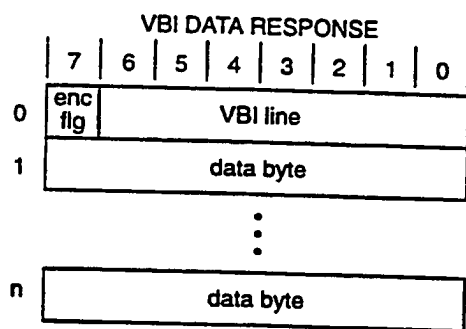 VBI DATA RESPONSE
7 6 5 4 3 2 1 0
0 enc flg VBI line
1 data byte
n data byte